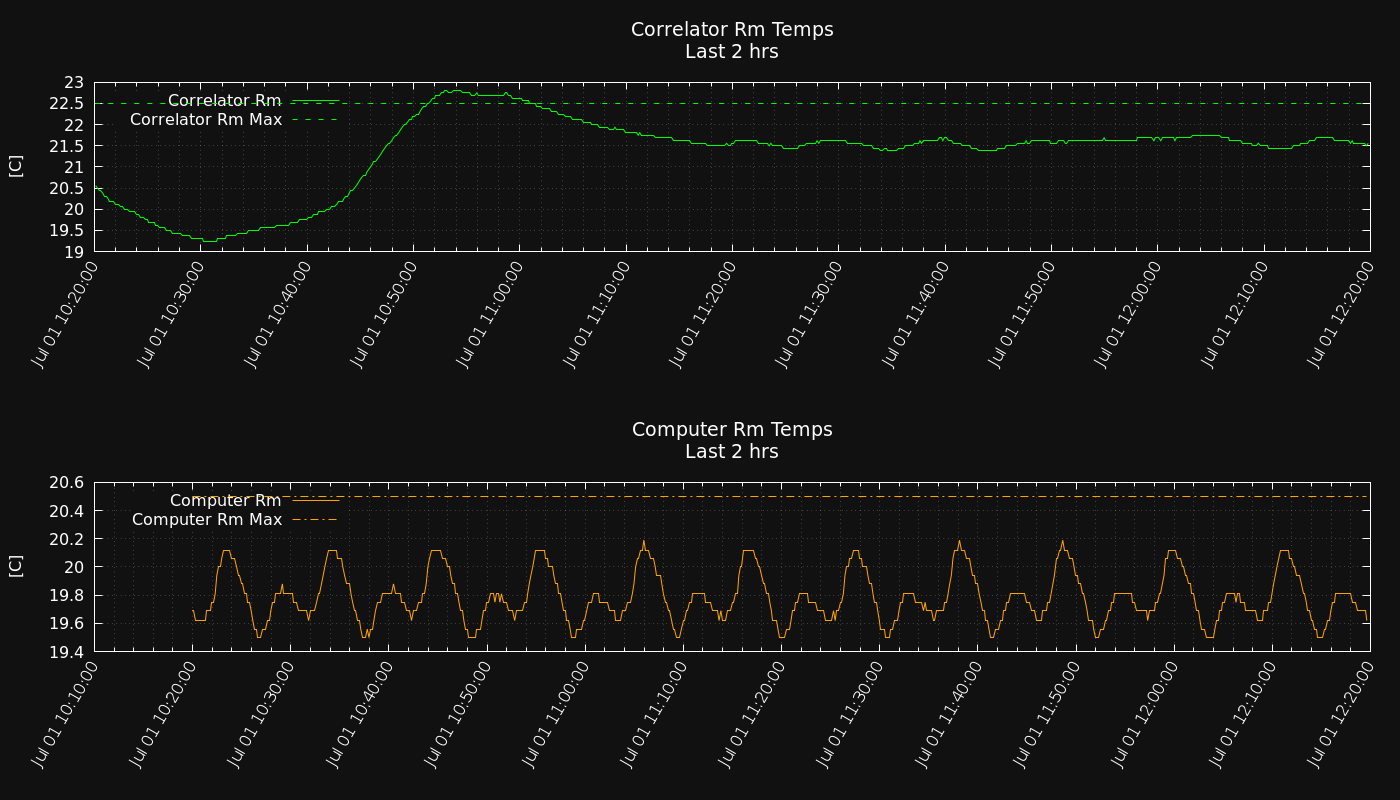 Correlator Rm Temps
Last 2 hrs
23
22.5
22
21.5
21
20.5
20
19.5
19
[C]
Correlator Rm
Correlator Rm Max
Jul 01 10:20:00
Jul 01 10:30:00
Jul 01 10:40:00
Jul 01 10:50:00
Jul 01 11:00:00
Jul 01 11:10:00
Jul 01 11:20:00
Jul 01 11:30:00
Jul 01 11:40:00
Jul 01 11:50:00
Jul 01 12:00:00
Jul 01 12:10:00
Jul 01 12:20:00
Computer Rm Temps
Last 2 hrs
20.6
20.4
20.2
20
19.8
19.6
19.4
[C]
Computer Rm
Computer Rm Max
Jul 01 10:10:00
Jul 01 10:20:00
Jul 01 10:30:00
Jul 01 10:40:00
Jul 01 10:50:00
Jul 01 11:00:00
Jul 01 11:10:00
Jul 01 11:20:00
Jul 01 11:30:00
Jul 01 11:40:00
Jul 01 11:50:00
Jul 01 12:00:00
Jul 01 12:10:00
Jul 01 12:20:00